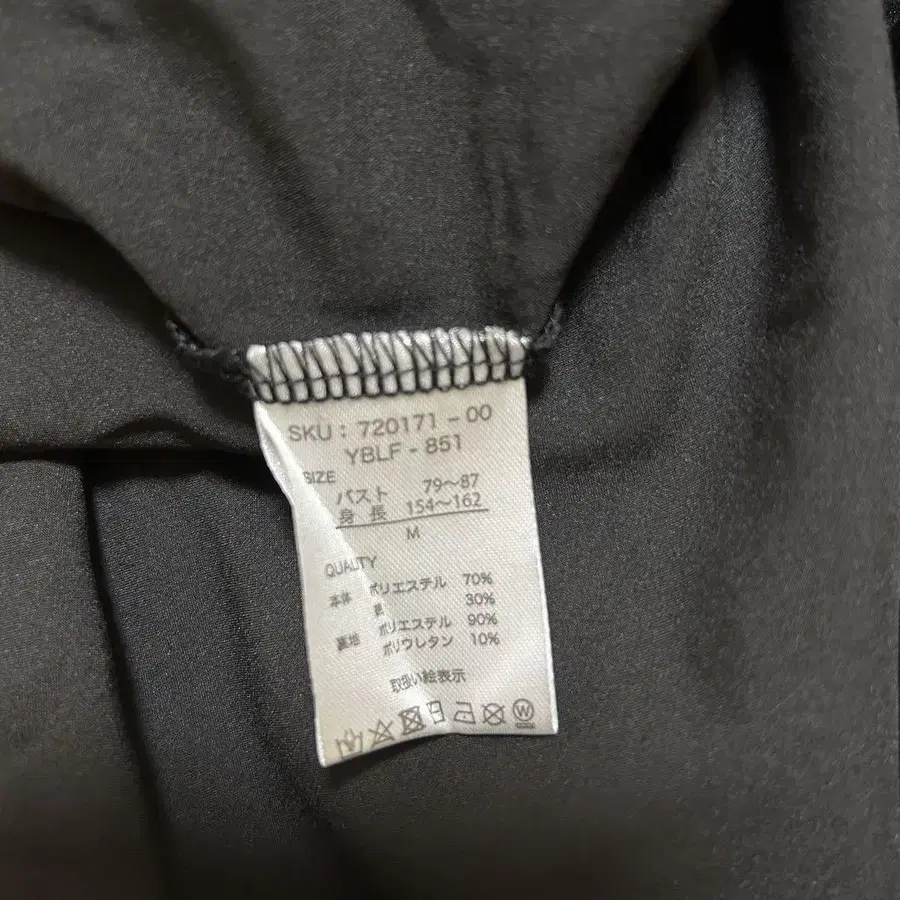 SKU : 720171 - 00
YBLF - 851
SIZE
バスト 79〜87
身長 154〜162
M
QUALITY
本体 ポリエステル 70%
30%
裏地 ポリエステル 90%
ポリウレタン 10%
取扱い絵表示
W